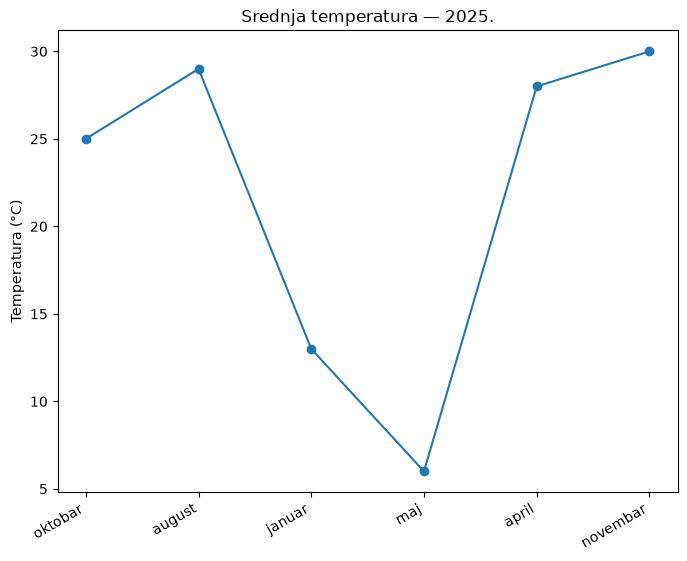 Srednja temperatura — 2025.
Temperatura (°C)
30
25
20
15
10
5
oktobar
august
januar
maj
april
novembar